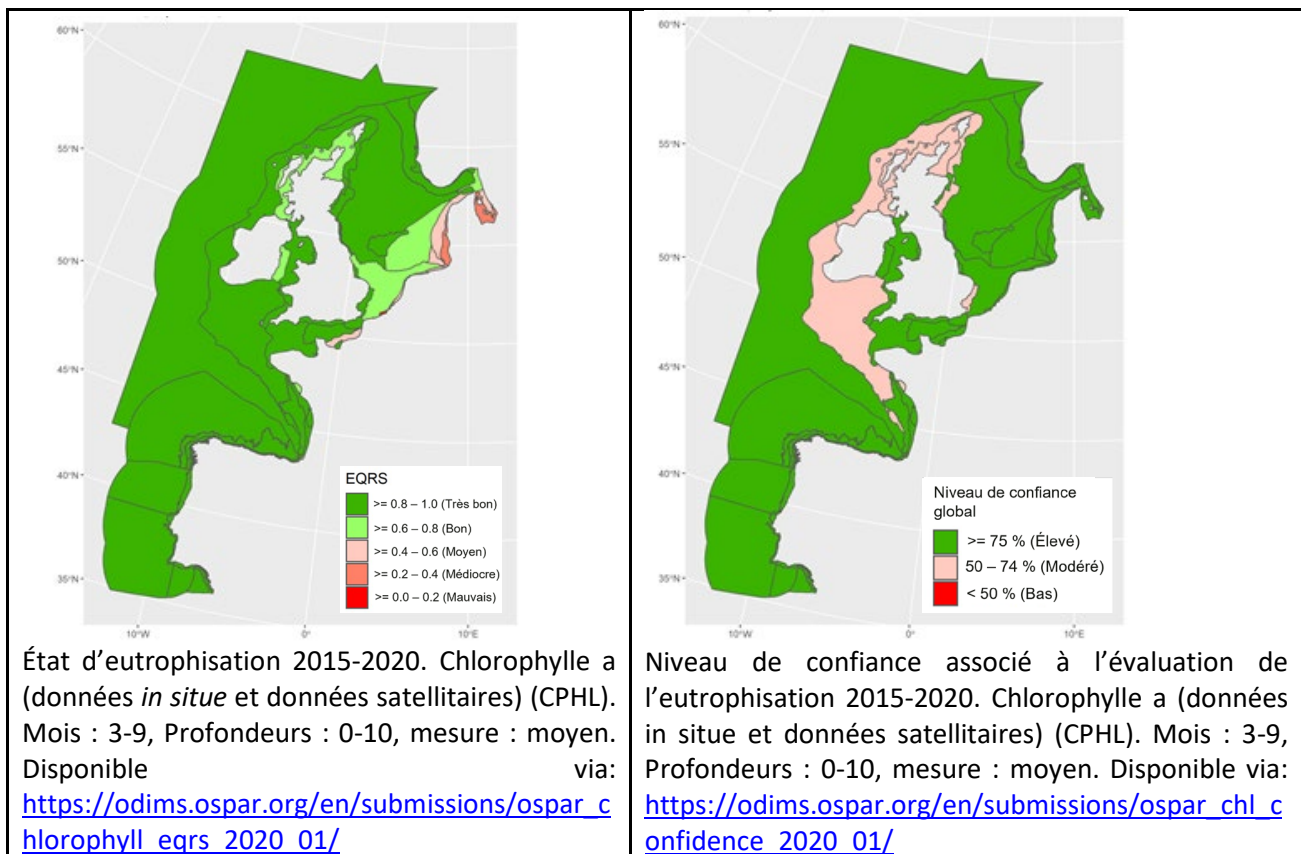 60°N
55°N
50°N
45°N
40°N
35°N
10°W
0°
10°E
EQRS
>= 0.8 – 1.0 (Très bon)
>= 0.6 – 0.8 (Bon)
>= 0.4 – 0.6 (Moyen)
>= 0.2 – 0.4 (Médiocre)
>= 0.0 – 0.2 (Mauvais)
État d’eutrophisation 2015-2020. Chlorophylle a
(données in situe et données satellitaires) (CPHL).
Mois : 3-9, Profondeurs : 0-10, mesure : moyen.
Disponible via:
https://odims.ospar.org/en/submissions/ospar_c
hlorophyll_eqrs_2020_01/
60°N
55°N
50°N
45°N
40°N
35°N
10°W
0°
10°E
Niveau de confiance
global
>= 75 % (Élevé)
50 – 74 % (Modéré)
< 50 % (Bas)
Niveau de confiance associé à l’évaluation de
l’eutrophisation 2015-2020. Chlorophylle a (données
in situe et données satellitaires) (CPHL). Mois : 3-9,
Profondeurs : 0-10, mesure : moyen. Disponible via:
https://odims.ospar.org/en/submissions/ospar_chl_c
onfidence_2020_01/